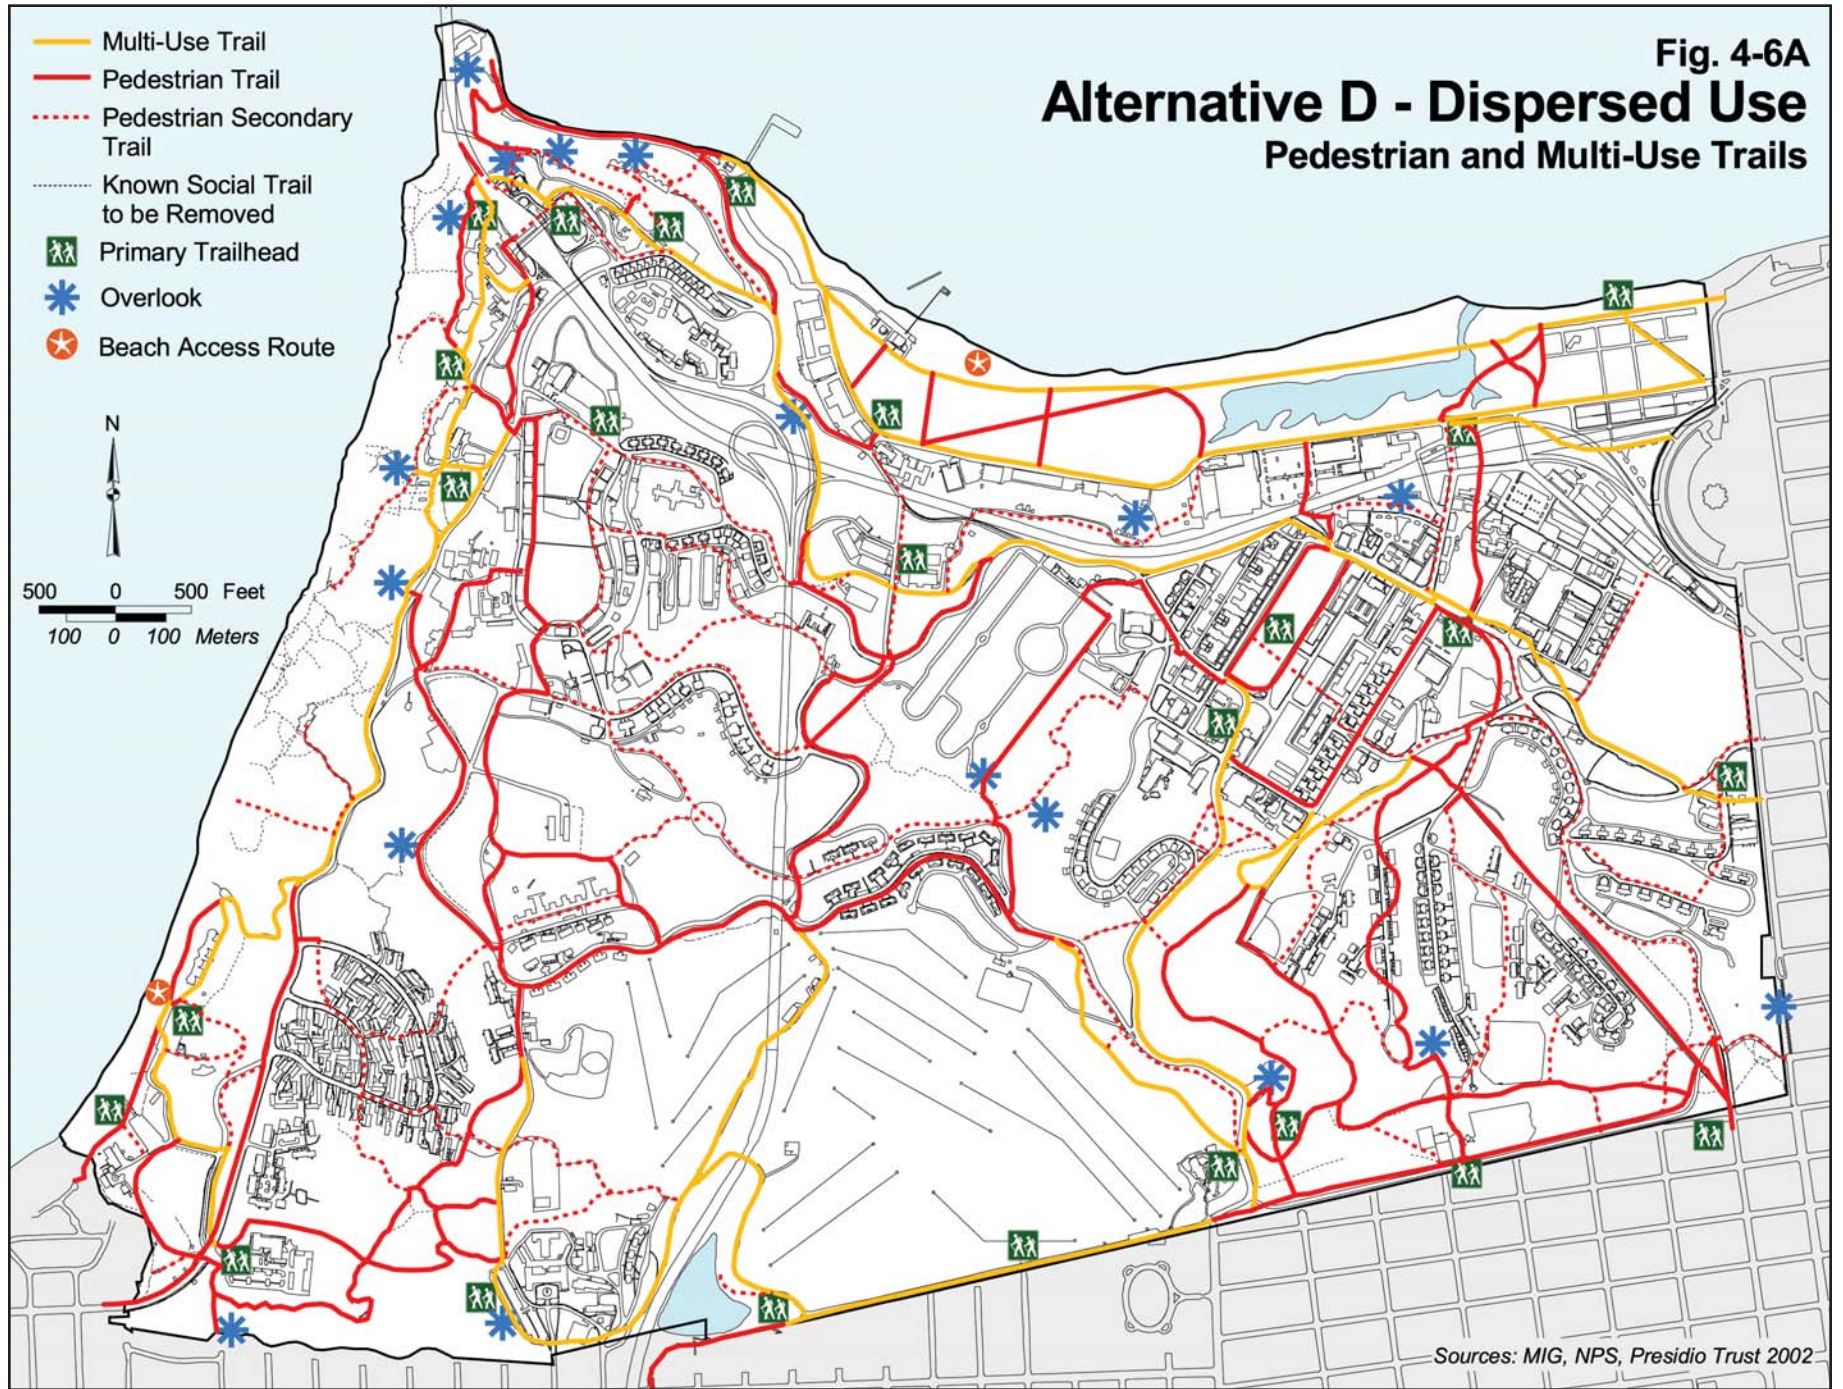 Multi-Use Trail
Pedestrian Trail
Pedestrian Secondary
Trail
Known Social Trail
to be Removed
Primary Trailhead
Overlook
Beach Access Route
Fig. 4-6A
Alternative D - Dispersed Use
Pedestrian and Multi-Use Trails
N
500 0 500 Feet
100 0 100 Meters
Sources: MIG, NPS, Presidio Trust 2002